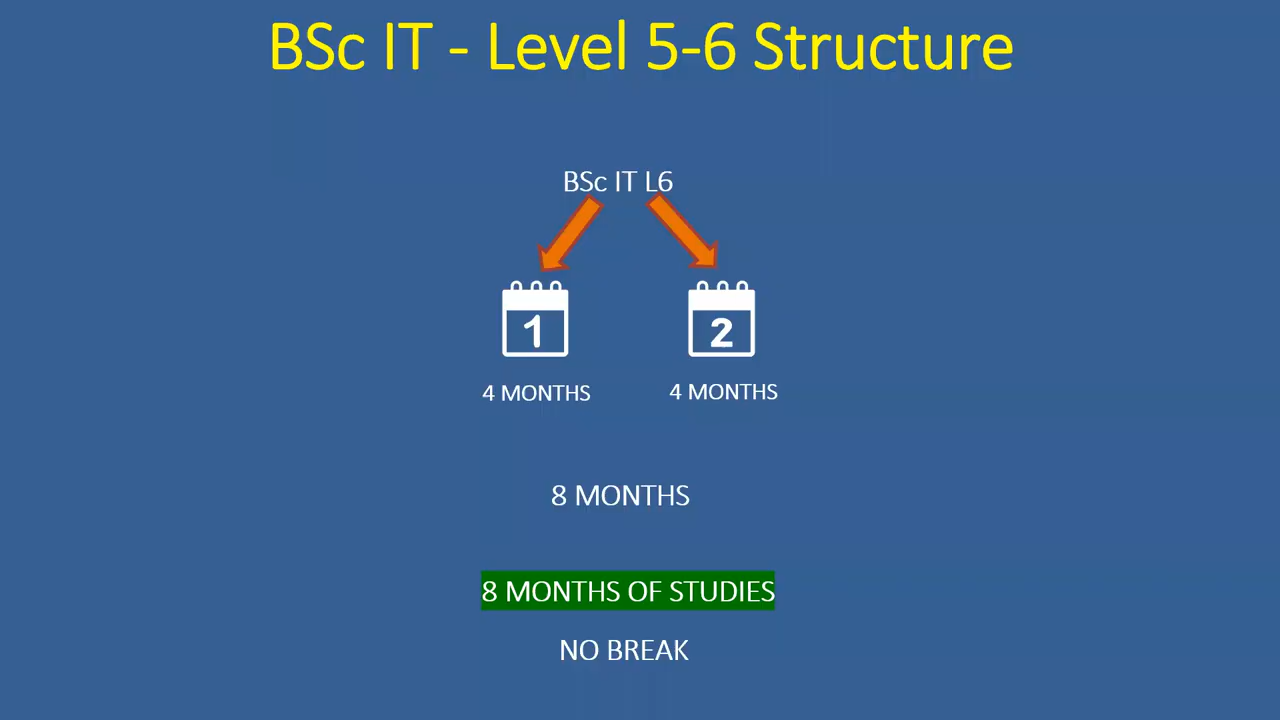 BSc IT - Level 5-6 Structure
BSc IT L6
1 2
4 MONTHS 4 MONTHS
8 MONTHS
8 MONTHS OF STUDIES
NO BREAK